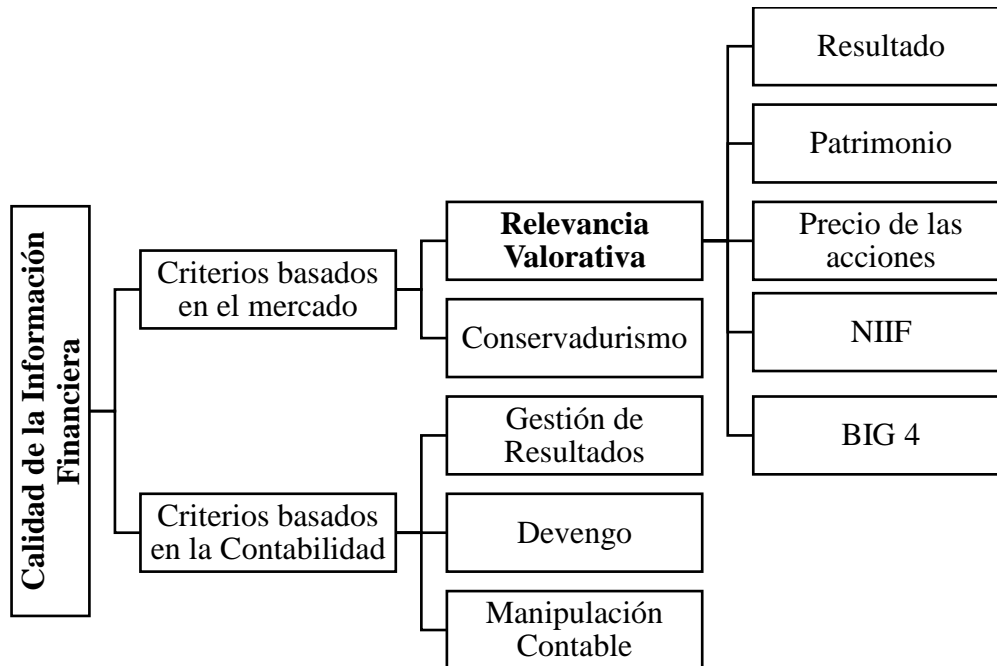 Calidad de la Información
Financiera
Criterios basados
en el mercado
Relevancia
Valorativa
Resultado
Patrimonio
Precio de las
acciones
NIIF
BIG 4
Conservadurismo
Criterios basados
en la Contabilidad
Gestión de
Resultados
Devengo
Manipulación
Contable